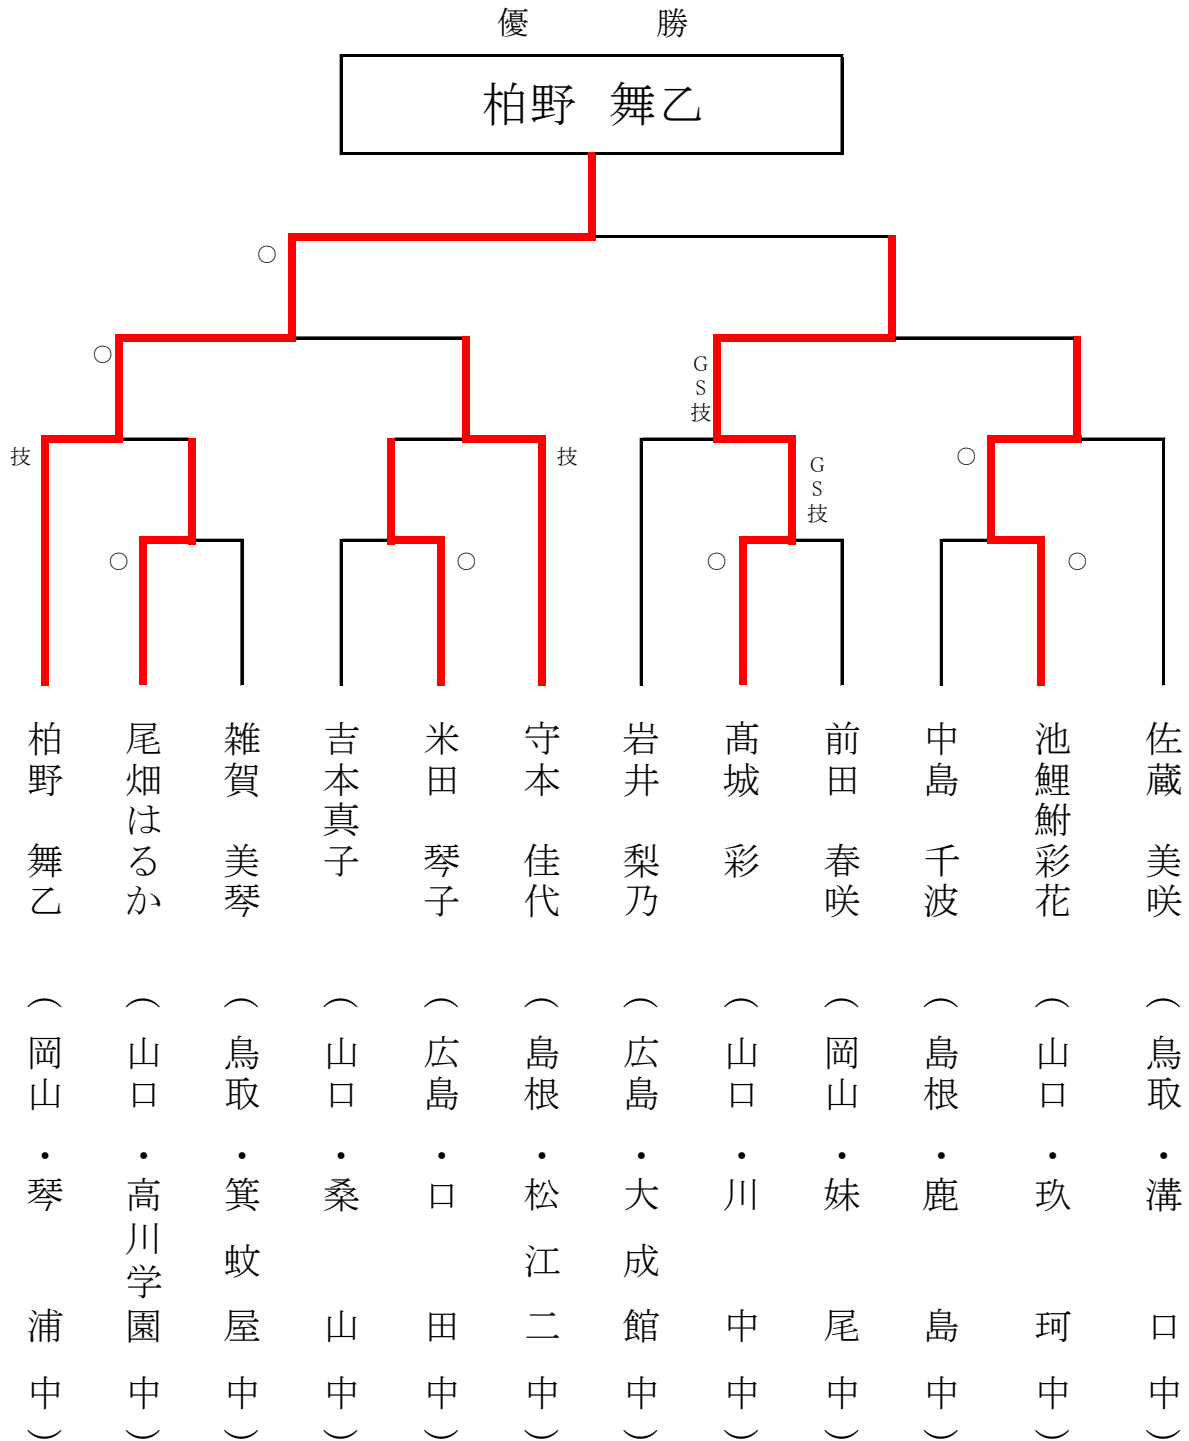 優 勝
柏野 舞乙
○
○
GS技
技
技
○
GS技
○
○
○
○
柏野 舞乙 （岡山・琴浦中）
尾畑はるか （山口・高川学園中）
雑賀 美琴 （鳥取・箕蚊屋中）
吉本真子 （山口・桑山中）
米田 琴子 （広島・口田中）
守本 佳代 （島根・松江二中）
岩井 梨乃 （広島・大成館中）
髙城 彩 （山口・川中中）
前田 春咲 （岡山・妹尾中）
中島 千波 （島根・鹿島中）
池鯉鮒彩花 （山口・玖珂中）
佐蔵 美咲 （鳥取・溝口中）